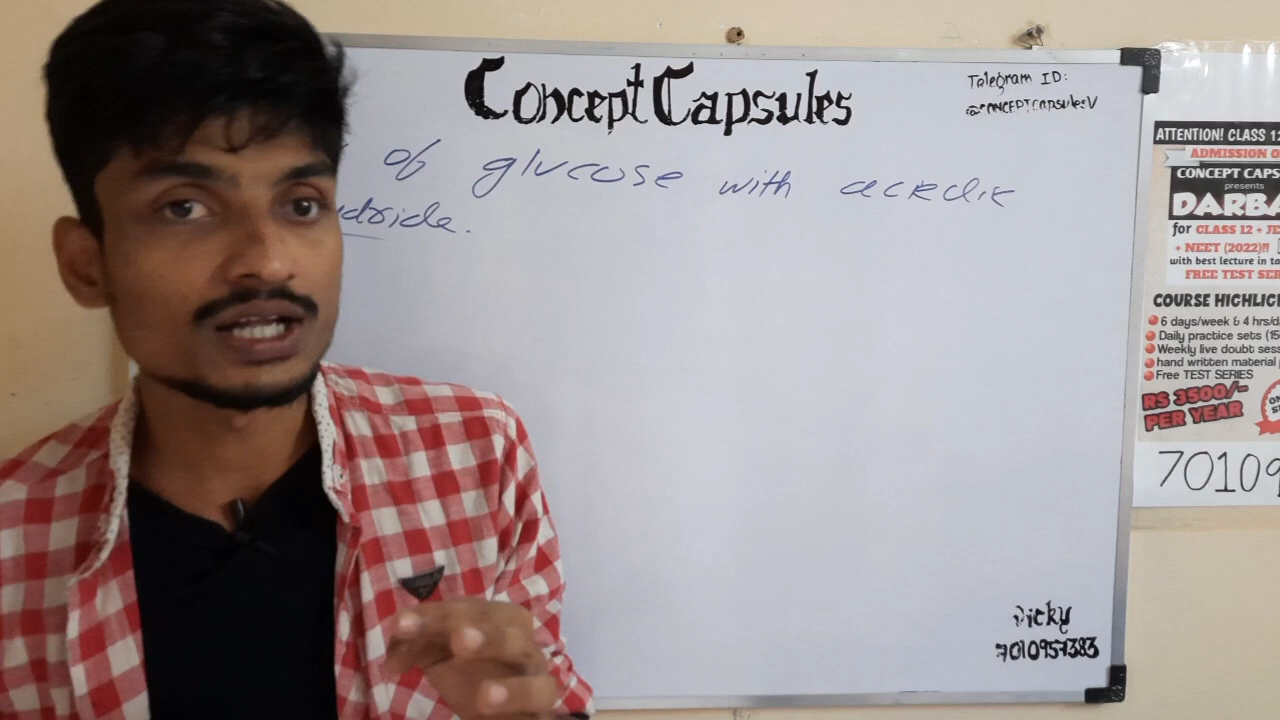 Concept Capsules
Telegram ID:
@CONCEPTCapsulesV
of glucose with acetic
dride.
Vicky
7010957383
ATTENTION! CLASS 12
ADMISSION O
CONCEPT CAPS
presents
DARBA
for CLASS 12 + JE
+ NEET (2022)!!
with best lecture in ta
FREE TEST SER
COURSE HIGHLIG
6 days/week & 4 hrs/d
Daily practice sets (15
Weekly live doubt sess
hand written material p
Free TEST SERIES
RS 3500/-
PER YEAR
70109